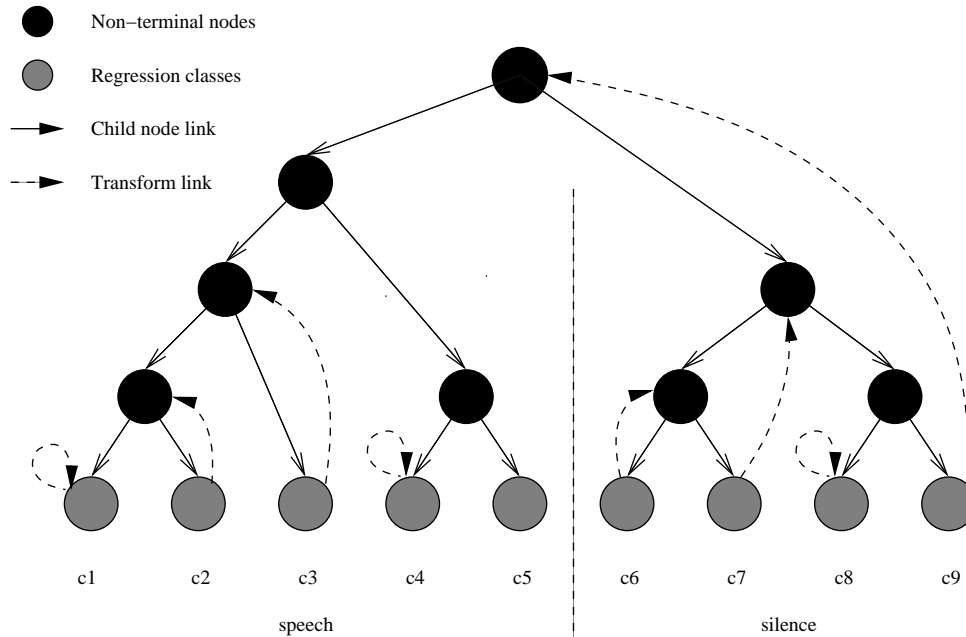 Non−terminal nodes
Regression classes
Child node link
Transform link
c1 c2 c3 c4 c5 c6 c7 c8 c9
speech silence